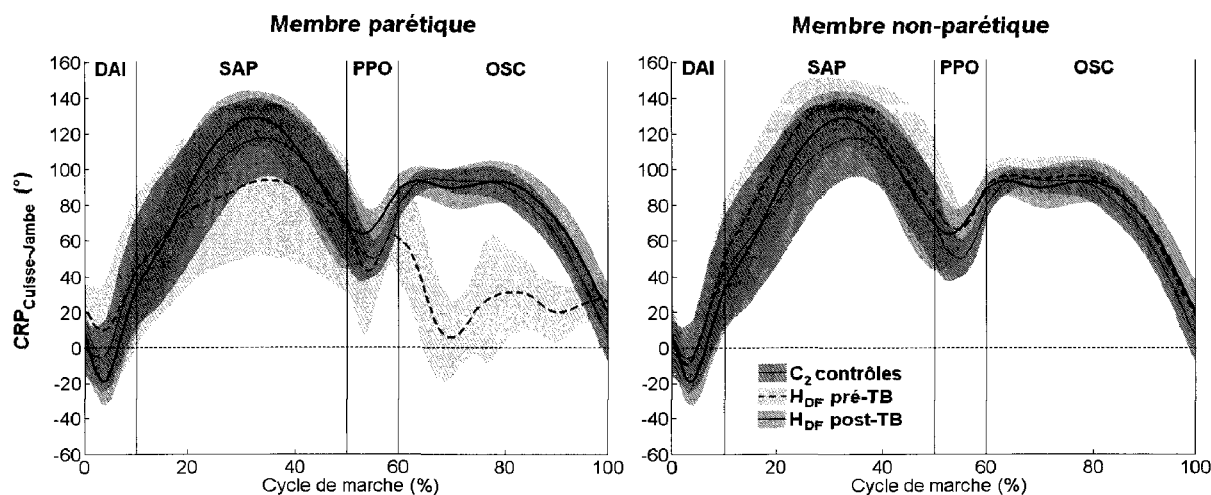 Membre parétique
Membre non-parétique
DAI SAP PPO OSC
DAI SAP PPO OSC
CRP Cuisse-Jambe (°)
160
140
120
100
80
60
40
20
0
-20
-40
-60
160
140
120
100
80
60
40
20
0
-20
-40
-60
C2 contrôles
HDF pré-TB
HDF post-TB
0 20 40 60 80 100
0 20 40 60 80 100
Cycle de marche (%)
Cycle de marche (%)